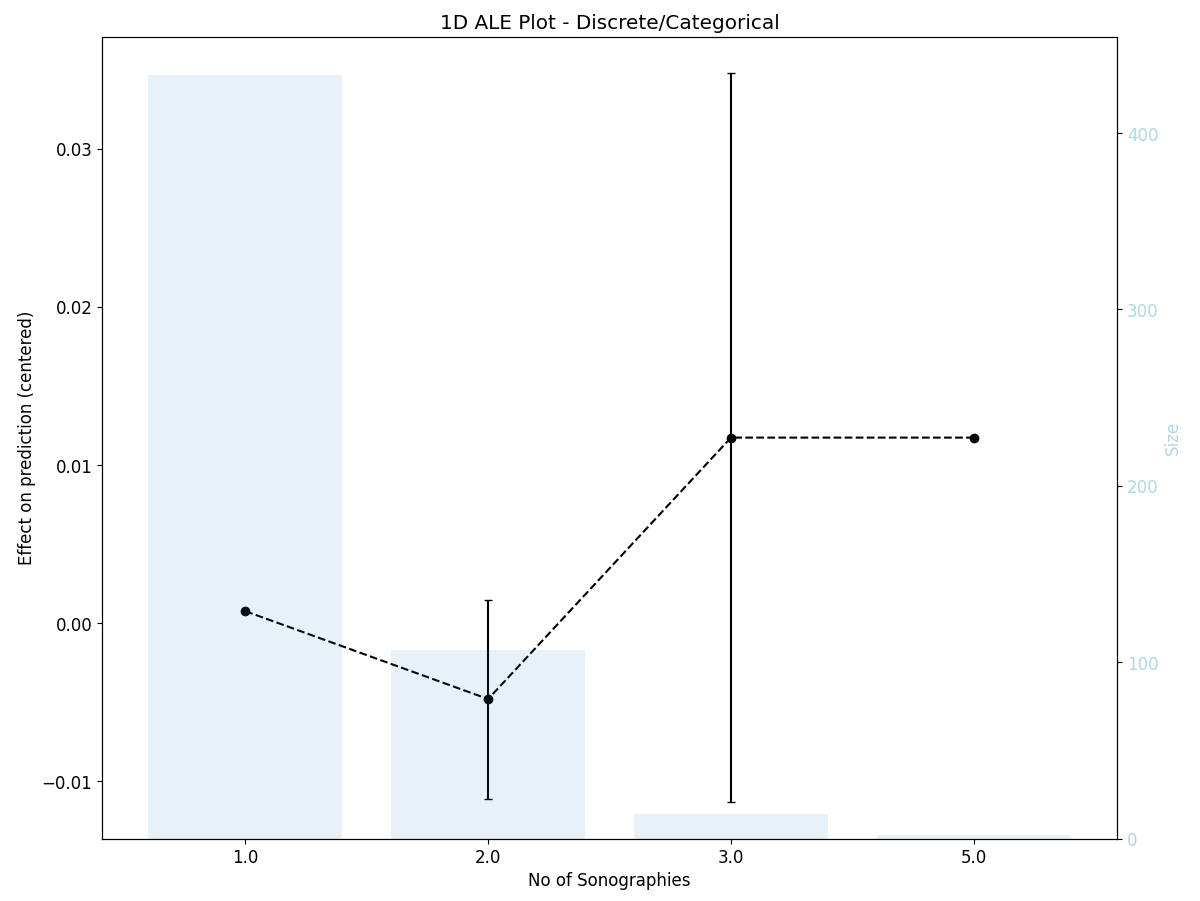 1D ALE Plot - Discrete/Categorical
0.03
0.02
0.01
0.00
−0.01
Effect on prediction (centered)
400
300
200
100
0
Size
1.0 2.0 3.0 5.0
No of Sonographies